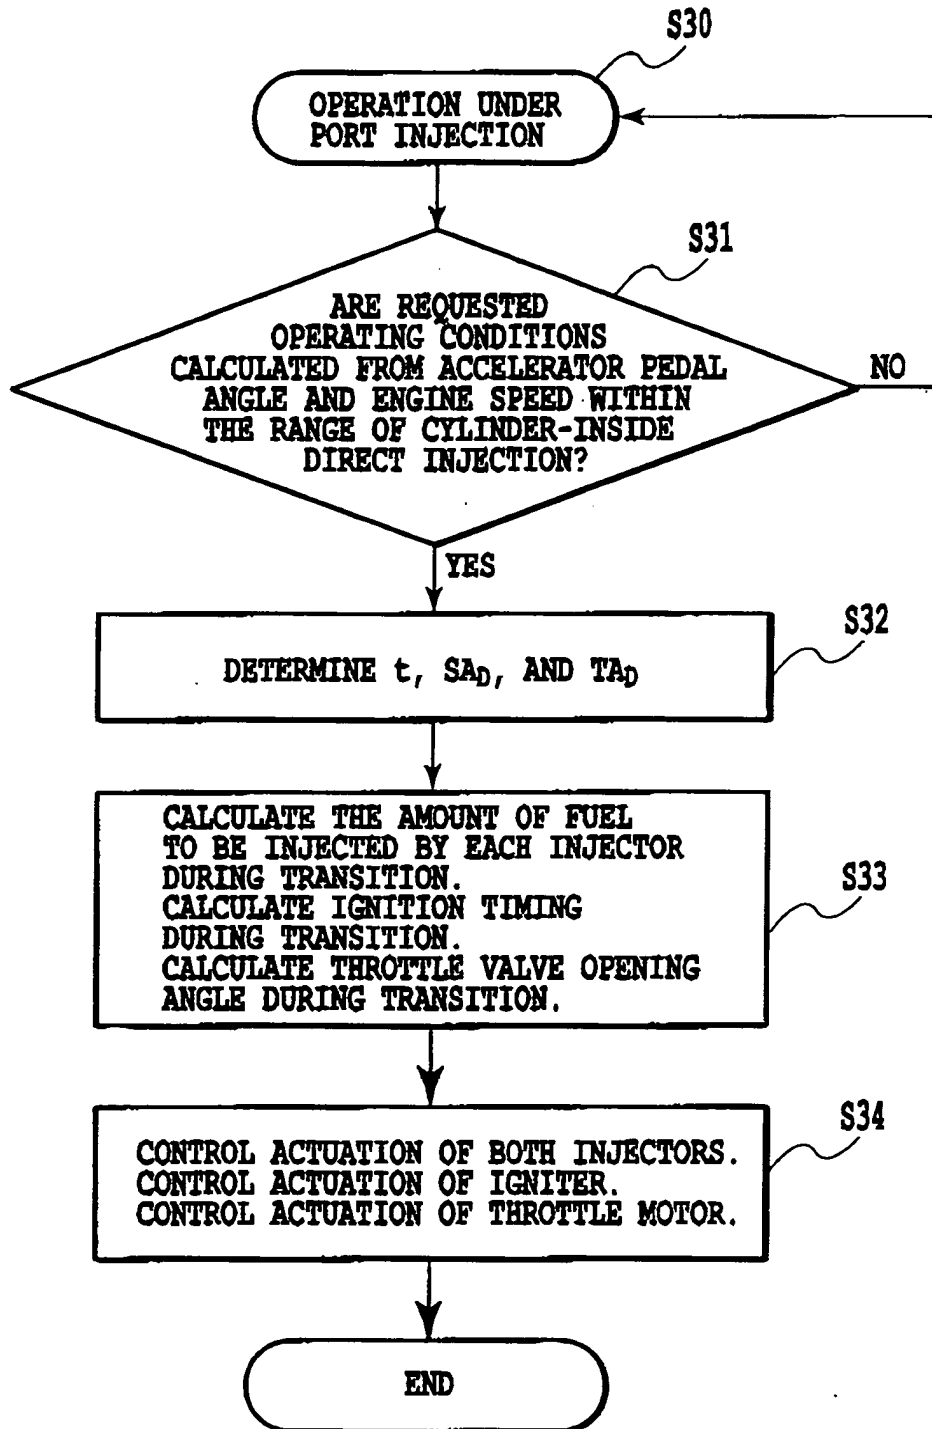 S30
OPERATION UNDER
PORT INJECTION
S31
ARE REQUESTED
OPERATING CONDITIONS
CALCULATED FROM ACCELERATOR PEDAL
ANGLE AND ENGINE SPEED WITHIN
THE RANGE OF CYLINDER-INSIDE
DIRECT INJECTION?
NO
YES
S32
DETERMINE t, SAD, AND TAD
S33
CALCULATE THE AMOUNT OF FUEL
TO BE INJECTED BY EACH INJECTOR
DURING TRANSITION.
CALCULATE IGNITION TIMING
DURING TRANSITION.
CALCULATE THROTTLE VALVE OPENING
ANGLE DURING TRANSITION.
S34
CONTROL ACTUATION OF BOTH INJECTORS.
CONTROL ACTUATION OF IGNITER.
CONTROL ACTUATION OF THROTTLE MOTOR.
END